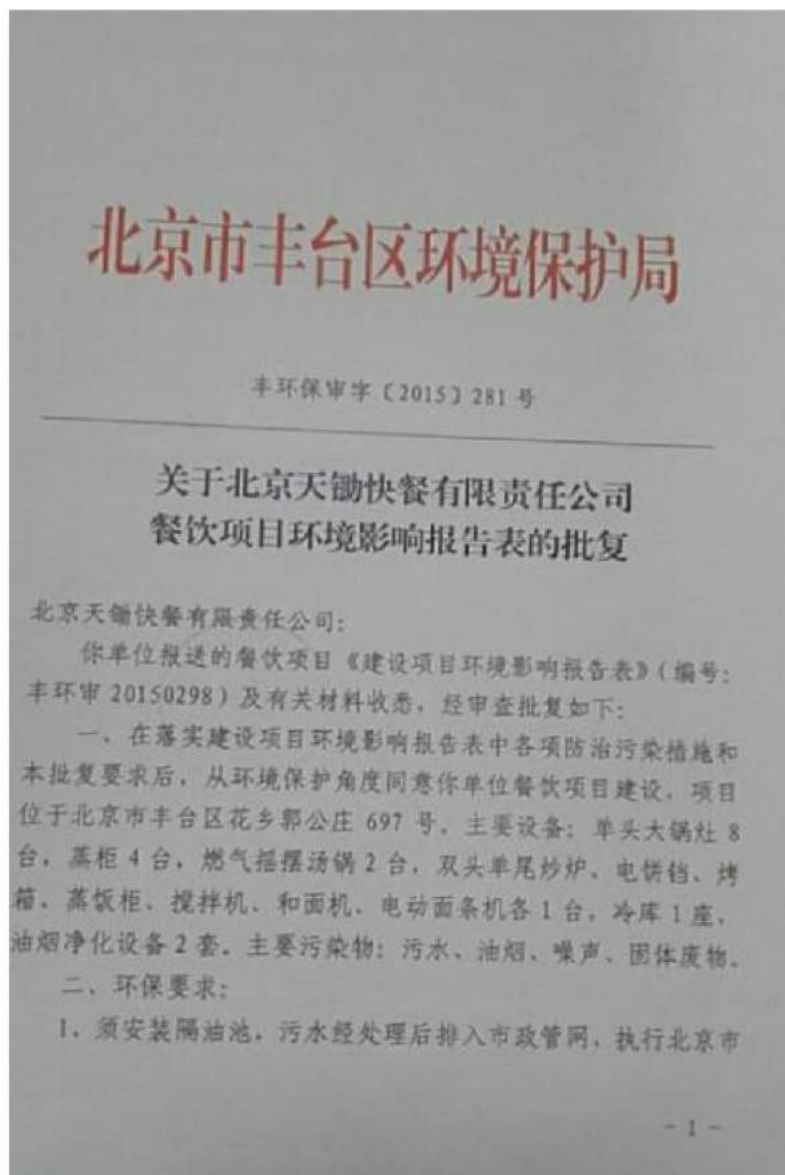 北京市丰台区环境保护局
丰环保审字〔2015〕281号
关于北京天锄快餐有限责任公司
餐饮项目环境影响报告表的批复
北京天锄快餐有限责任公司：
你单位报送的餐饮项目《建设项目环境影响报告表》（编号：
丰环审20150298）及有关材料收悉，经审查批复如下：
一、在落实建设项目环境影响报告表中各项防治污染措施和
本批复要求后，从环境保护角度同意你单位餐饮项目建设。项目
位于北京市丰台区花乡郭公庄697号。主要设备：单头大锅灶8
台，蒸柜4台，燃气摇摆汤锅2台，双头单尾炒炉、电饼铛、烤
箱、蒸饭柜、搅拌机、和面机、电动面条机各1台，冷库1座，
油烟净化设备2套。主要污染物：污水、油烟、噪声、固体废物。
二、环保要求：
1、须安装隔油池，污水经处理后排入市政管网，执行北京市
- 1 -